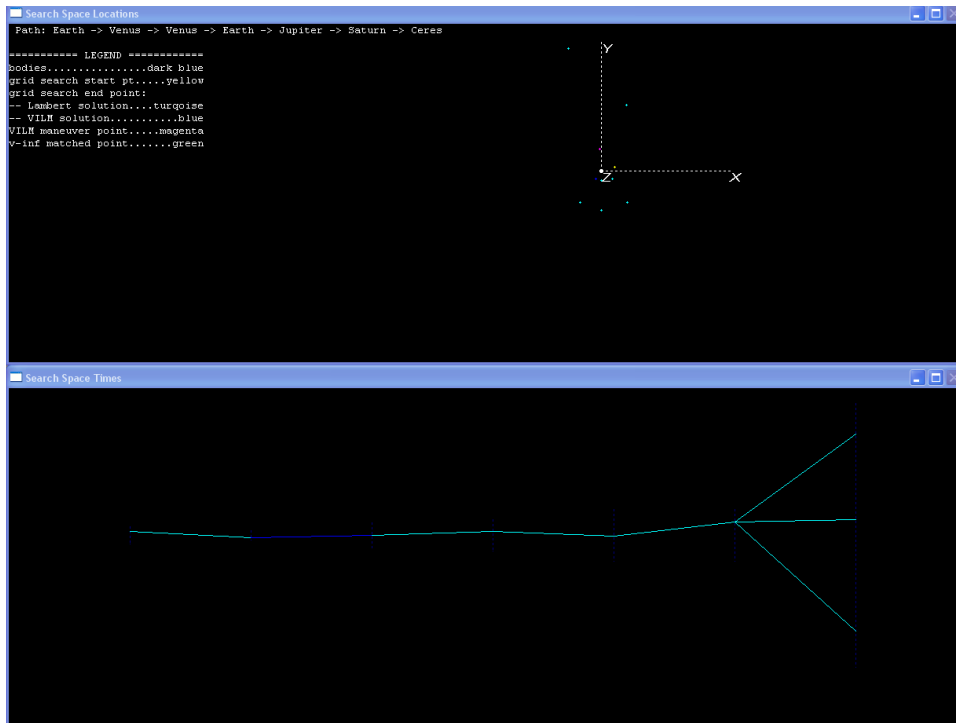 Search Space Locations
Path: Earth -> Venus -> Venus -> Earth -> Jupiter -> Saturn -> Ceres
=========== LEGEND ============
bodies................dark blue
grid search start pt.....yellow
grid search end point:
-- Lambert solution....turqoise
-- VILM solution...........blue
VILM maneuver point.....magenta
v-inf matched point.......green
Y
Z
X
Search Space Times